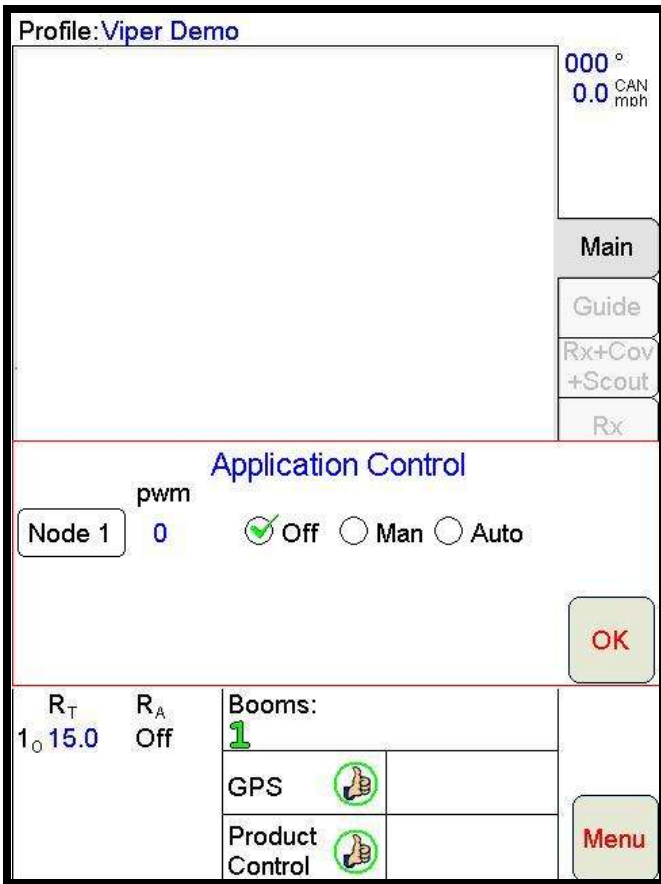 Profile:Viper Demo
000 °
0.0 CAN mph
Main
Guide
Rx+Cov
+Scout
Rx
Application Control
pwm
Node 1 0 Off Man Auto
OK
RT RA
1O 15.0 Off
Booms:
1
GPS
Product
Control
Menu